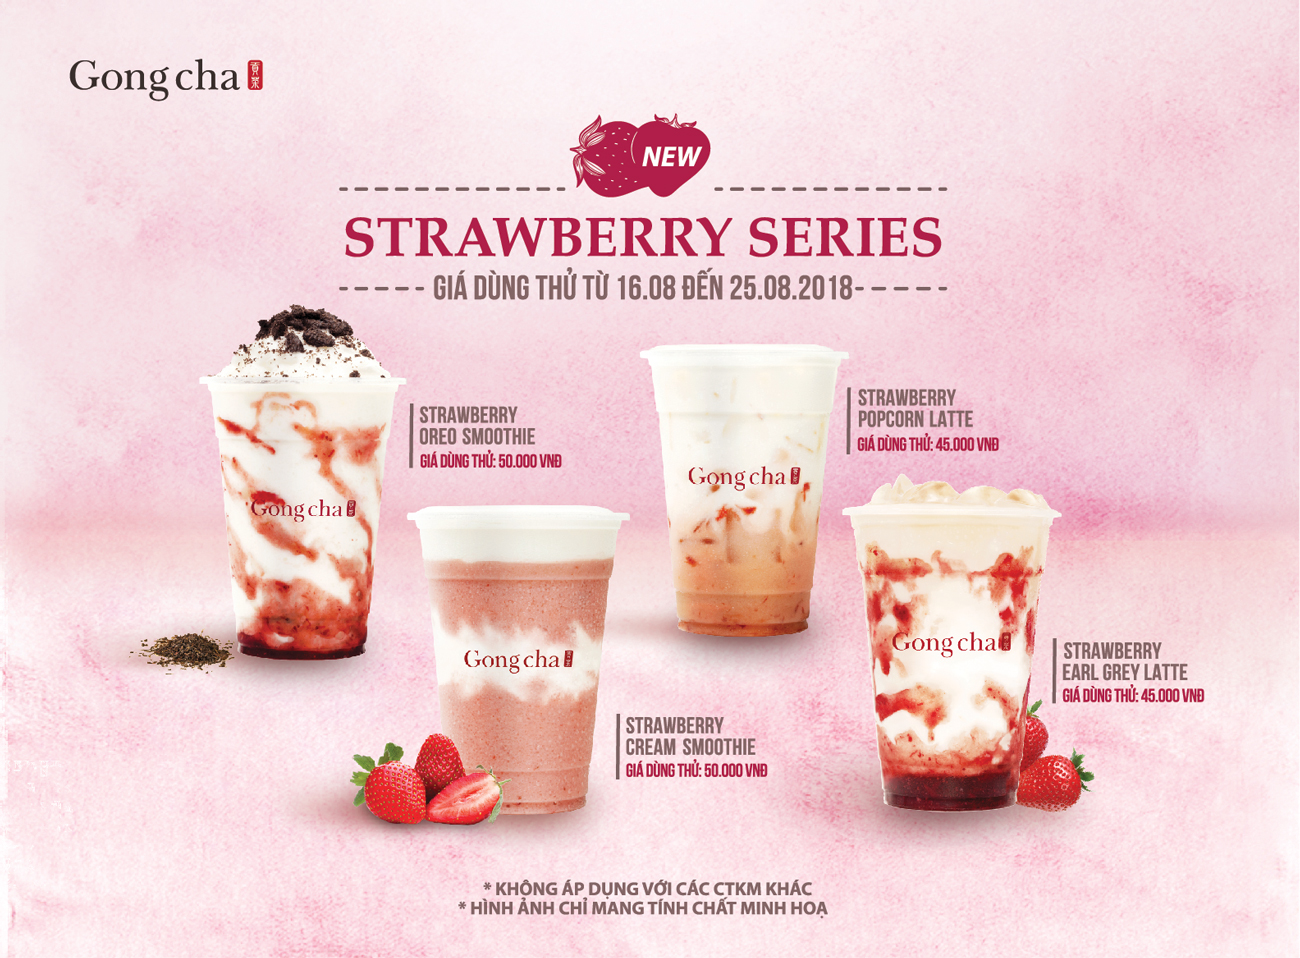 Gong cha 貢茶
NEW
STRAWBERRY SERIES
GIÁ DÙNG THỬ TỪ 16.08 ĐẾN 25.08.2018
STRAWBERRY
OREO SMOOTHIE
GIÁ DÙNG THỬ: 50.000 VNĐ
STRAWBERRY
POPCORN LATTE
GIÁ DÙNG THỬ: 45.000 VNĐ
Gong cha
Gong cha
Gong cha
Gong cha
STRAWBERRY
EARL GREY LATTE
GIÁ DÙNG THỬ: 45.000 VNĐ
STRAWBERRY
CREAM SMOOTHIE
GIÁ DÙNG THỬ: 50.000 VNĐ
* KHÔNG ÁP DỤNG VỚI CÁC CTKM KHÁC
* HÌNH ẢNH CHỈ MANG TÍNH CHẤT MINH HOẠ